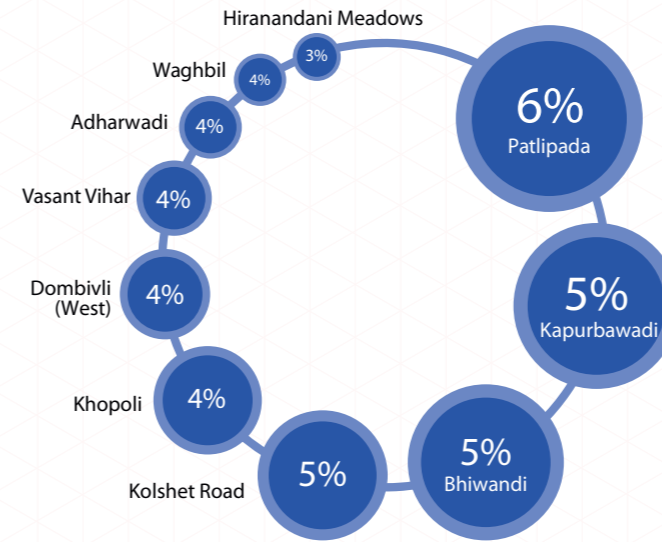 Hiranandani Meadows
3%
Waghbil
4%
Adharwadi
4%
Vasant Vihar
4%
Dombivli
(West)
4%
Khopoli
4%
Kolshet Road
5%
5%
Bhiwandi
5%
Kapurbawadi
6%
Patlipada